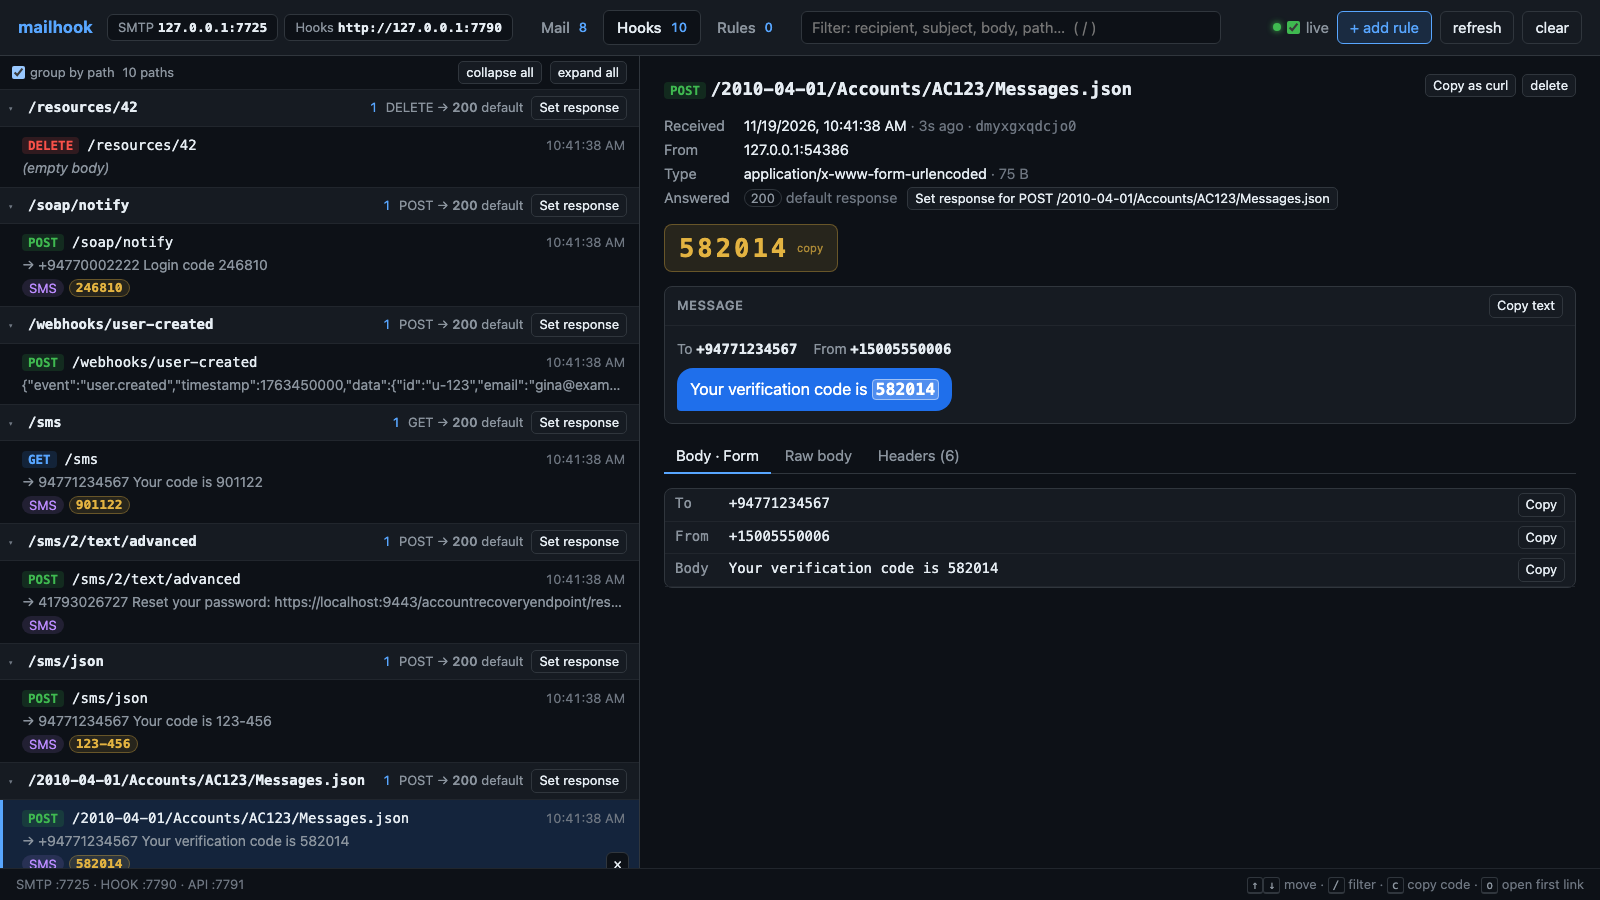 mailhook SMTP 127.0.0.1:7725 Hooks http://127.0.0.1:7790 Mail 8 Hooks 10 Rules 0 Filter: recipient, subject, body, path... (/) live + add rule refresh clear
group by path 10 paths collapse all expand all
/resources/42 1 DELETE → 200 default Set response
DELETE /resources/42 10:41:38 AM
(empty body)
/soap/notify 1 POST → 200 default Set response
POST /soap/notify 10:41:38 AM
→ +94770002222 Login code 246810
SMS 246810
/webhooks/user-created 1 POST → 200 default Set response
POST /webhooks/user-created 10:41:38 AM
{"event":"user.created","timestamp":1763450000,"data":{"id":"u-123","email":"gina@exam...
/sms 1 GET → 200 default Set response
GET /sms 10:41:38 AM
→ 94771234567 Your code is 901122
SMS 901122
/sms/2/text/advanced 1 POST → 200 default Set response
POST /sms/2/text/advanced 10:41:38 AM
→ 41793026727 Reset your password: https://localhost:9443/accountrecoveryendpoint/res...
SMS
/sms/json 1 POST → 200 default Set response
POST /sms/json 10:41:38 AM
→ 94771234567 Your code is 123-456
SMS 123-456
/2010-04-01/Accounts/AC123/Messages.json 1 POST → 200 default Set response
POST /2010-04-01/Accounts/AC123/Messages.json 10:41:38 AM
→ +94771234567 Your verification code is 582014
SMS 582014 ×
POST /2010-04-01/Accounts/AC123/Messages.json Copy as curl delete
Received 11/19/2026, 10:41:38 AM · 3s ago · dmyxgxqdcjo0
From 127.0.0.1:54386
Type application/x-www-form-urlencoded · 75 B
Answered 200 default response Set response for POST /2010-04-01/Accounts/AC123/Messages.json
582014 copy
MESSAGE Copy text
To +94771234567 From +15005550006
Your verification code is 582014
Body · Form Raw body Headers (6)
To +94771234567 Copy
From +15005550006 Copy
Body Your verification code is 582014 Copy
SMTP :7725 · HOOK :7790 · API :7791 ↑ ↓ move · / filter · c copy code · o open first link